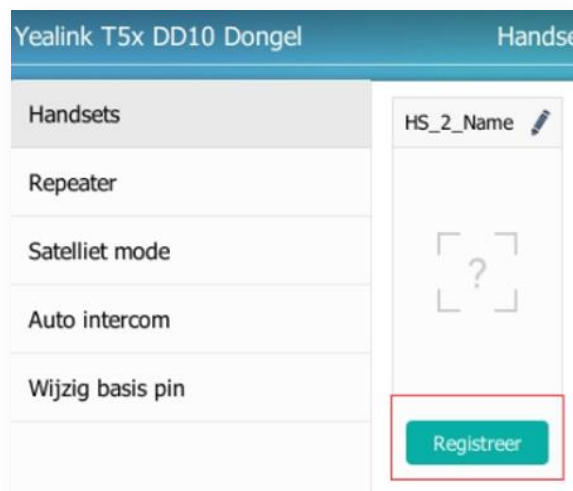 Yealink T5x DD10 Dongel
Handse
Handsets
Repeater
Satelliet mode
Auto intercom
Wijzig basis pin
HS_2_Name
?
Registreer